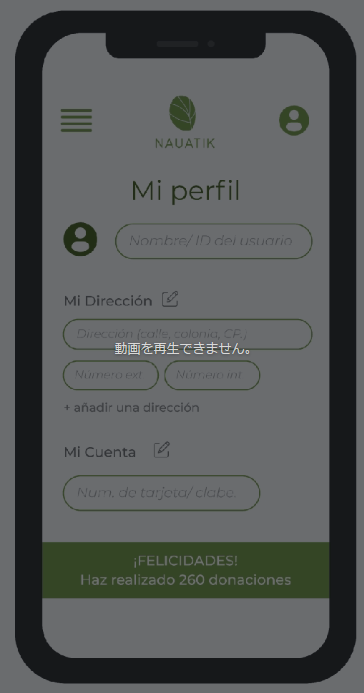 NAUATIK
Mi perfil
Nombre/ ID del usuario
Mi Dirección
Dirección (calle, colonia, CP.)
動画を再生できません。
Número ext. Número int.
+ añadir una dirección
Mi Cuenta
Num. de tarjeta/ clabe.
¡FELICIDADES!
Haz realizado 260 donaciones